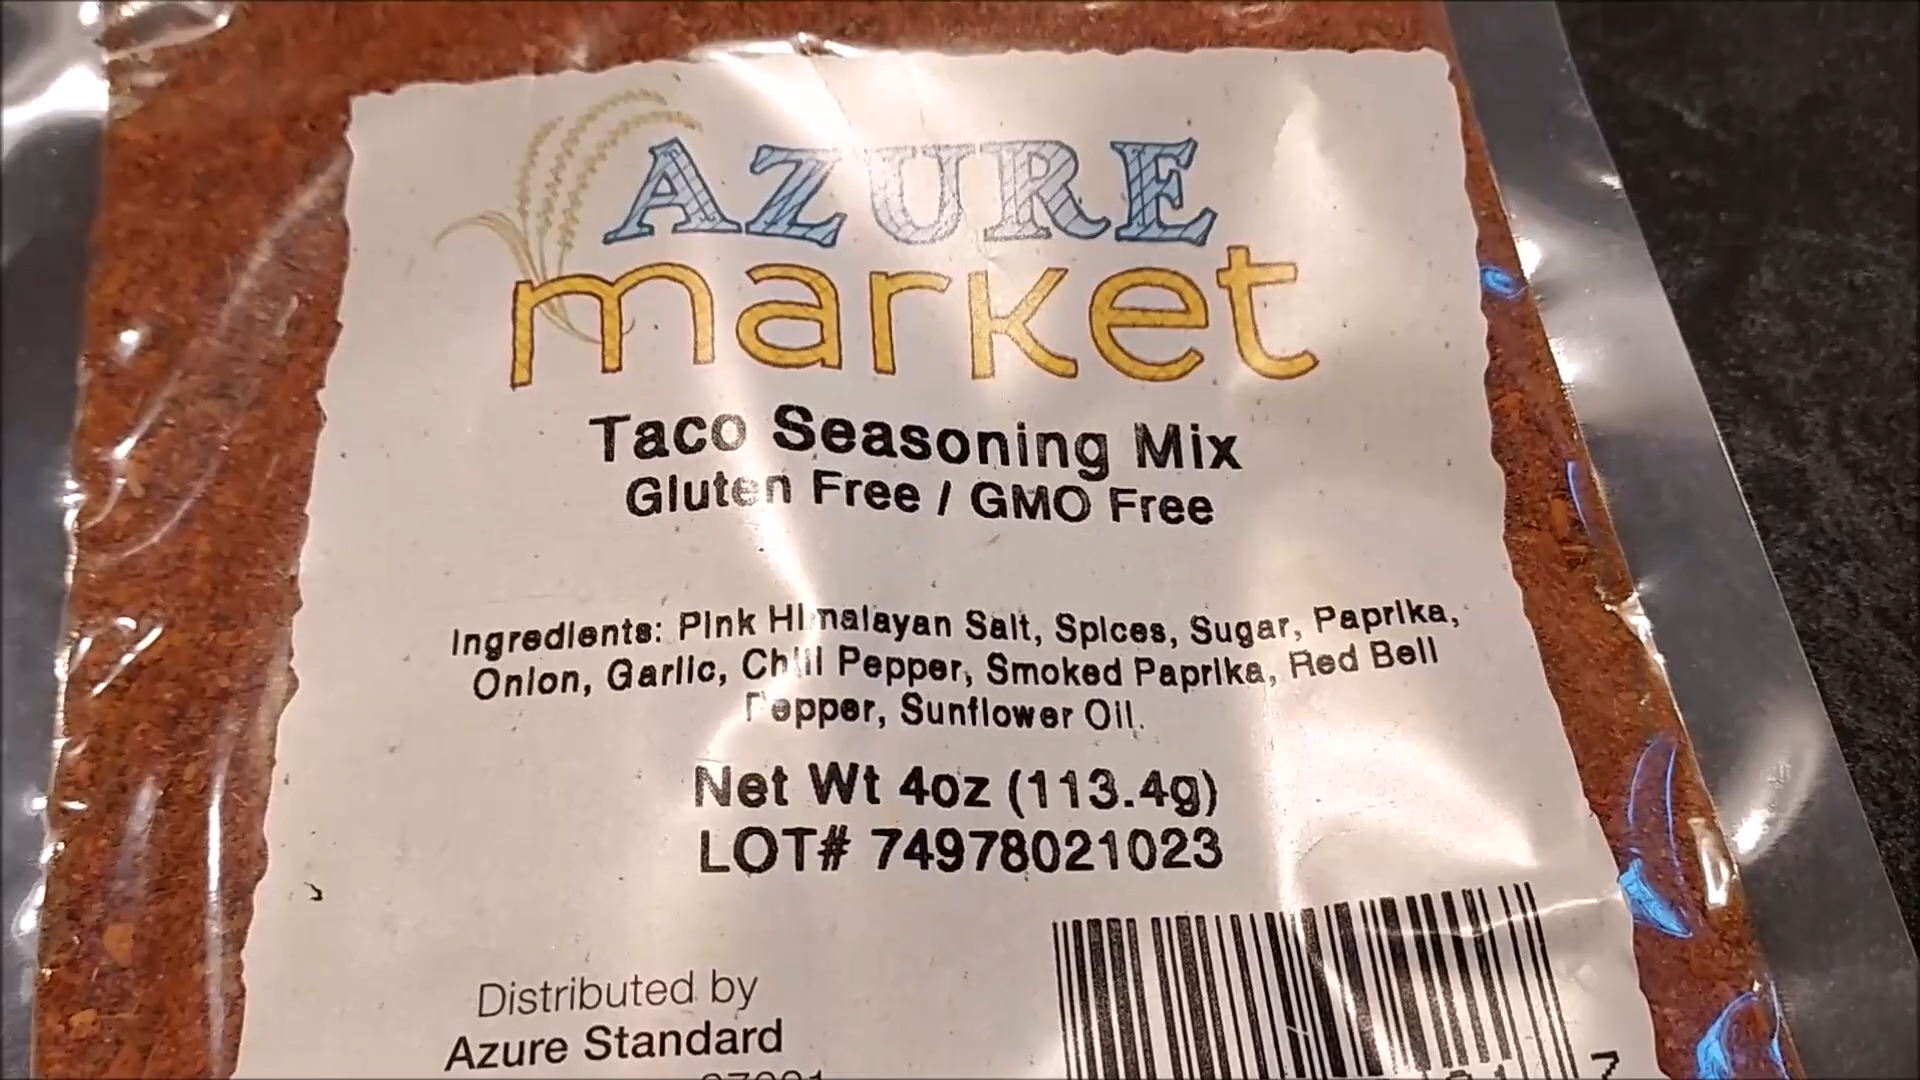 AZURE
market
Taco Seasoning Mix
Gluten Free / GMO Free
Ingredients: Pink Himalayan Salt, Spices, Sugar, Paprika,
Onion, Garlic, Chili Pepper, Smoked Paprika, Red Bell
Pepper, Sunflower Oil.
Net Wt 4oz (113.4g)
LOT# 74978021023
Distributed by
Azure Standard
7